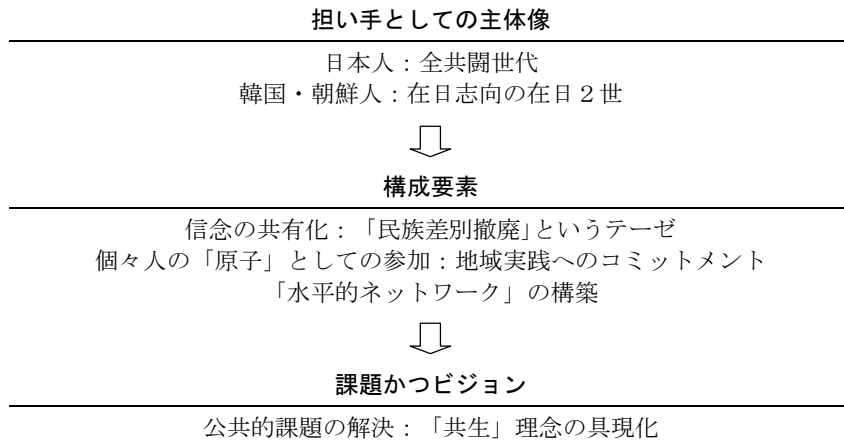 担い手としての主体像
日本人：全共闘世代
韓国・朝鮮人：在日志向の在日２世
構成要素
信念の共有化：「民族差別撤廃」というテーゼ
個々人の「原子」としての参加：地域実践へのコミットメント
「水平的ネットワーク」の構築
課題かつビジョン
公共的課題の解決：「共生」理念の具現化